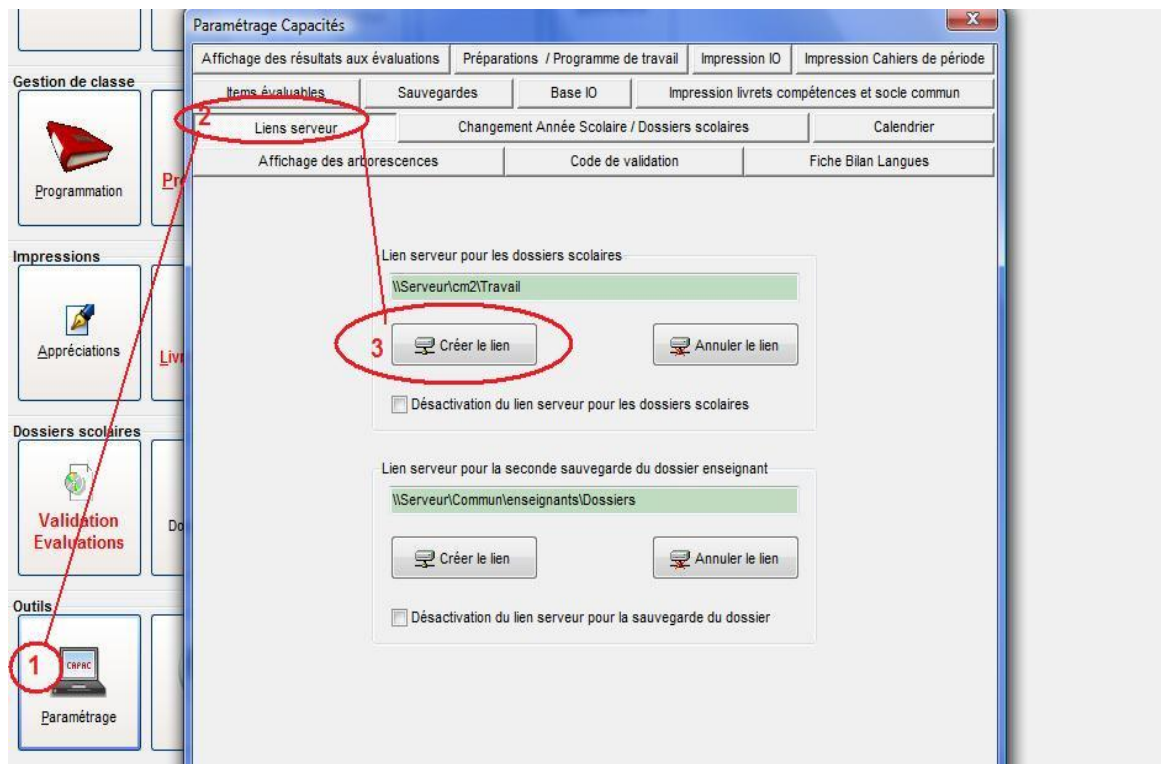 Paramétrage Capacités
Affichage des résultats aux évaluations
Préparations / Programme de travail
Impression IO
Impression Cahiers de période
Items évaluables
Sauvegardes
Base IO
Impression livrets compétences et socle commun
2
Liens serveur
Changement Année Scolaire / Dossiers scolaires
Calendrier
Affichage des arborescences
Code de validation
Fiche Bilan Langues
Gestion de classe
Programmation
Impressions
Appréciations
Dossiers scolaires
Validation
Evaluations
Outils
1
CAPAC
Paramétrage
Lien serveur pour les dossiers scolaires
\\Serveur\cm2\Travail
3
Créer le lien
Annuler le lien
Désactivation du lien serveur pour les dossiers scolaires
Lien serveur pour la seconde sauvegarde du dossier enseignant
\\Serveur\Commun\enseignants\Dossiers
Créer le lien
Annuler le lien
Désactivation du lien serveur pour la sauvegarde du dossier